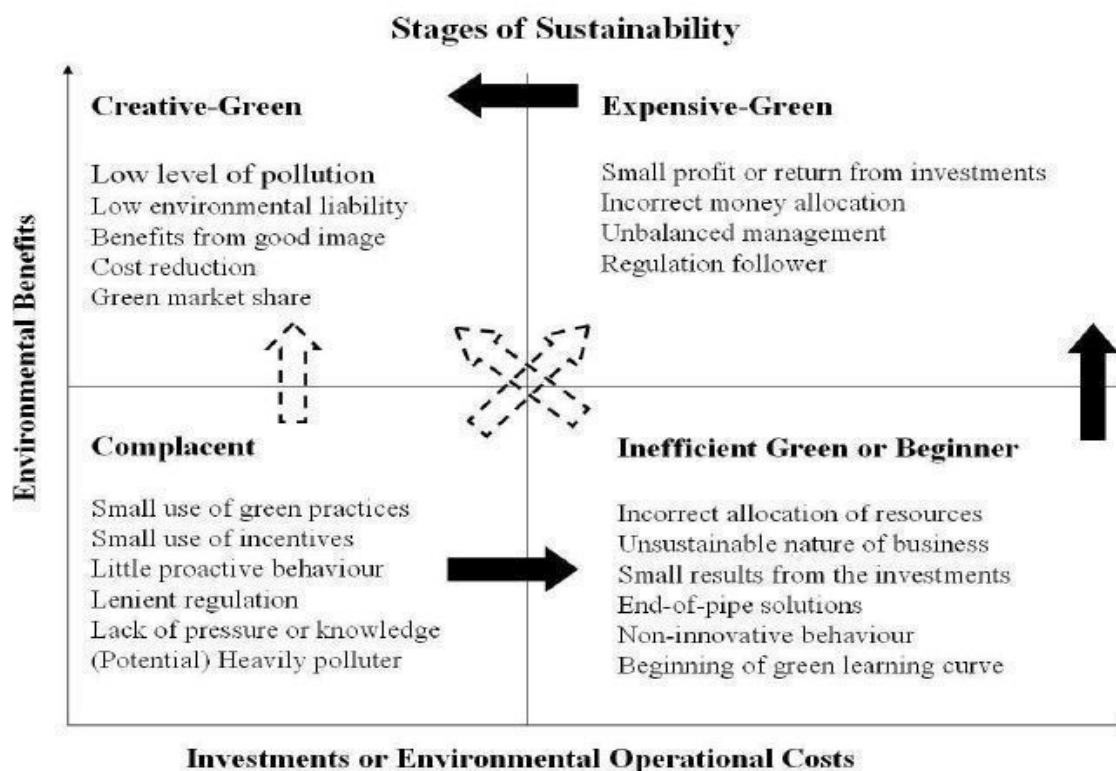 Stages of Sustainability
Creative-Green
Low level of pollution
Low environmental liability
Benefits from good image
Cost reduction
Green market share
Expensive-Green
Small profit or return from investments
Incorrect money allocation
Unbalanced management
Regulation follower
Environmental Benefits
Complacent
Small use of green practices
Small use of incentives
Little proactive behaviour
Lenient regulation
Lack of pressure or knowledge
(Potential) Heavily polluter
Inefficient Green or Beginner
Incorrect allocation of resources
Unsustainable nature of business
Small results from the investments
End-of-pipe solutions
Non-innovative behaviour
Beginning of green learning curve
Investments or Environmental Operational Costs